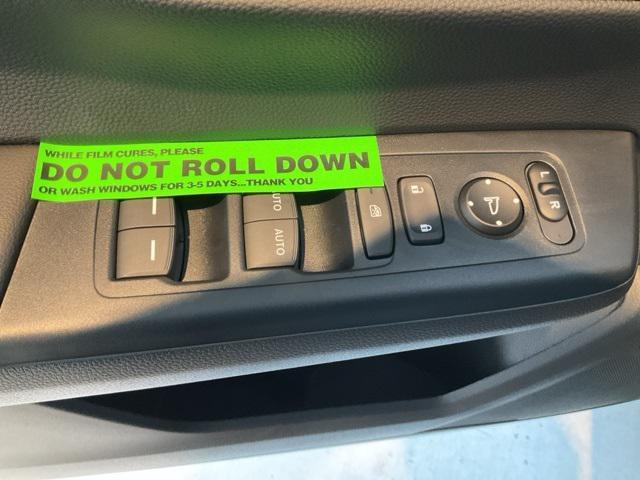 WHILE FILM CURES, PLEASE
DO NOT ROLL DOWN
OR WASH WINDOWS FOR 3-5 DAYS...THANK YOU
AUTO
AUTO
L
R